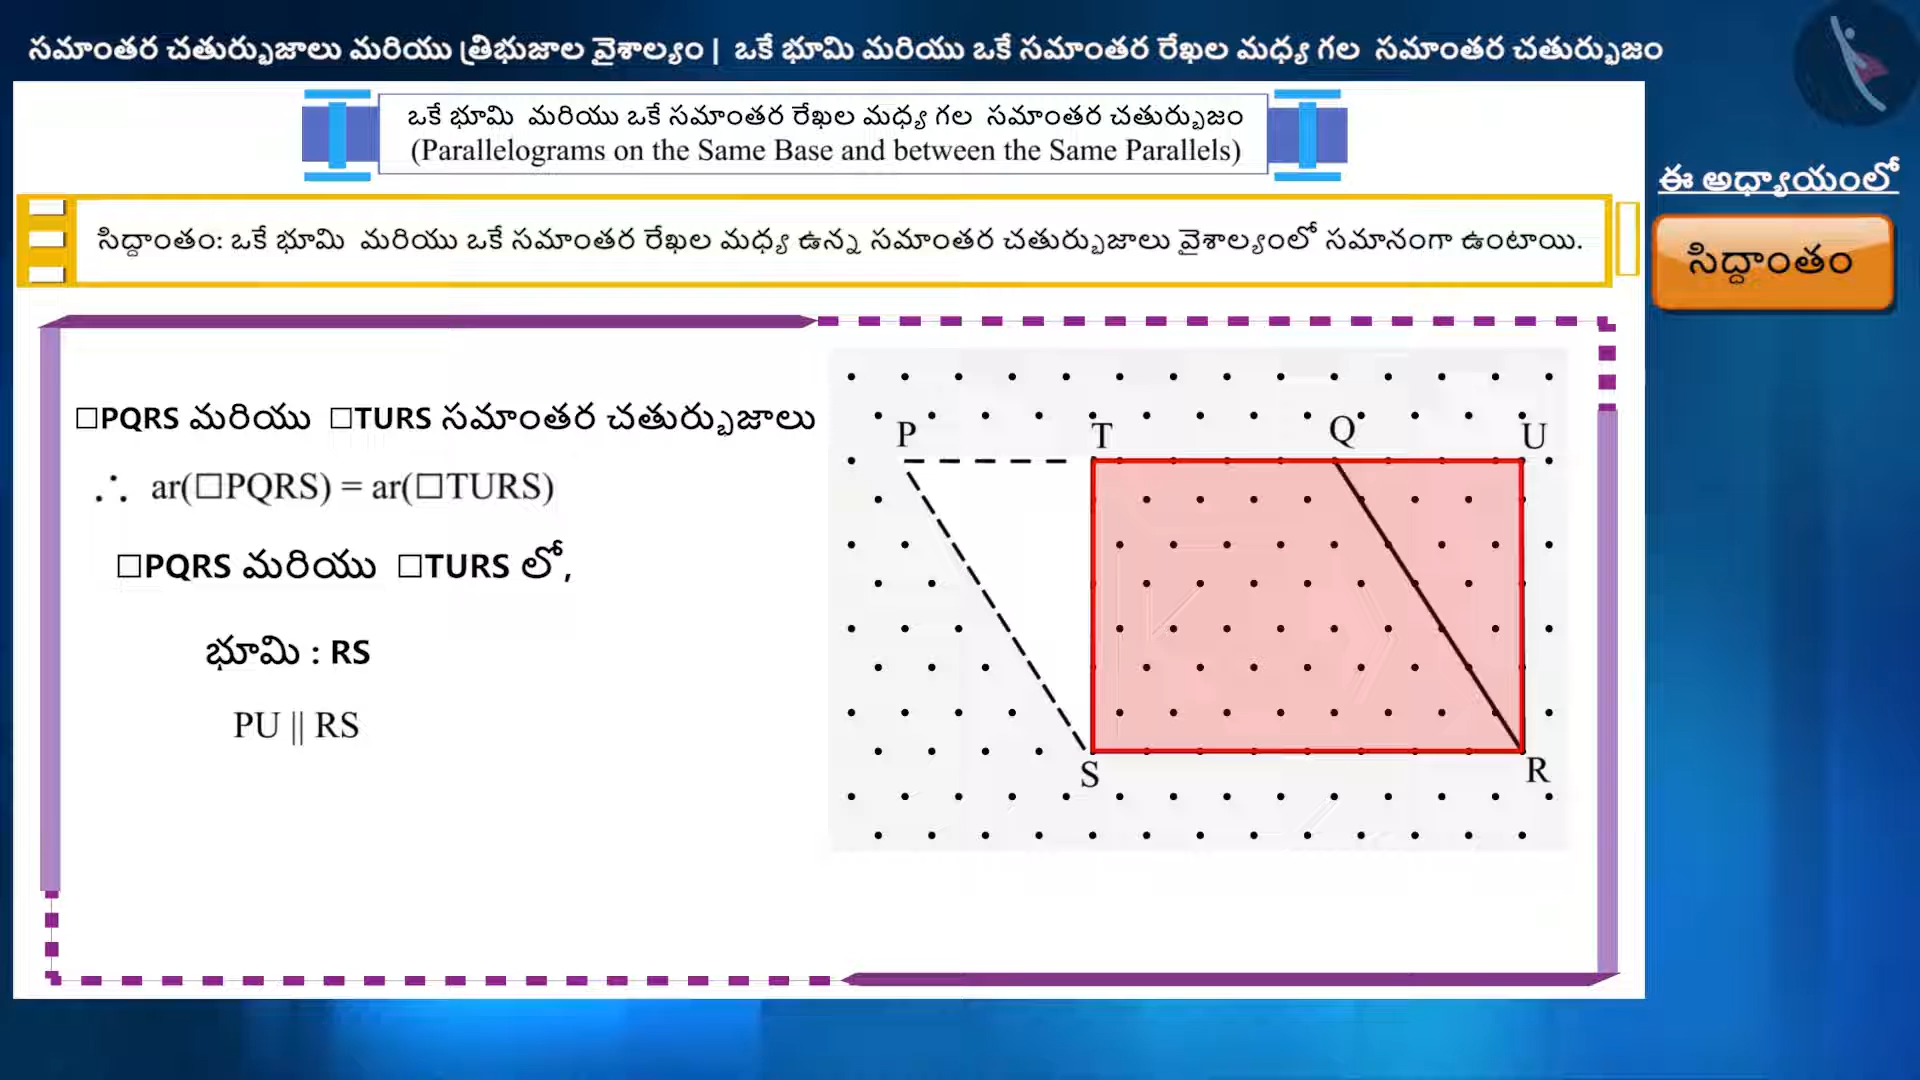 సమాంతర చతుర్భుజాలు మరియు త్రిభుజాల వైశాల్యం | ఒకే భూమి మరియు ఒకే సమాంతర రేఖల మధ్య గల సమాంతర చతుర్భుజం
ఒకే భూమి మరియు ఒకే సమాంతర రేఖల మధ్య గల సమాంతర చతుర్భుజం
(Parallelograms on the Same Base and between the Same Parallels)
ఈ అధ్యాయంలో
సిద్ధాంతం: ఒకే భూమి మరియు ఒకే సమాంతర రేఖల మధ్య ఉన్న సమాంతర చతుర్భుజాలు వైశాల్యంలో సమానంగా ఉంటాయి.
సిద్ధాంతం
□PQRS మరియు □TURS సమాంతర చతుర్భుజాలు
∴ ar(□PQRS) = ar(□TURS)
□PQRS మరియు □TURS లో,
భూమి : RS
PU || RS
P T Q U
S R